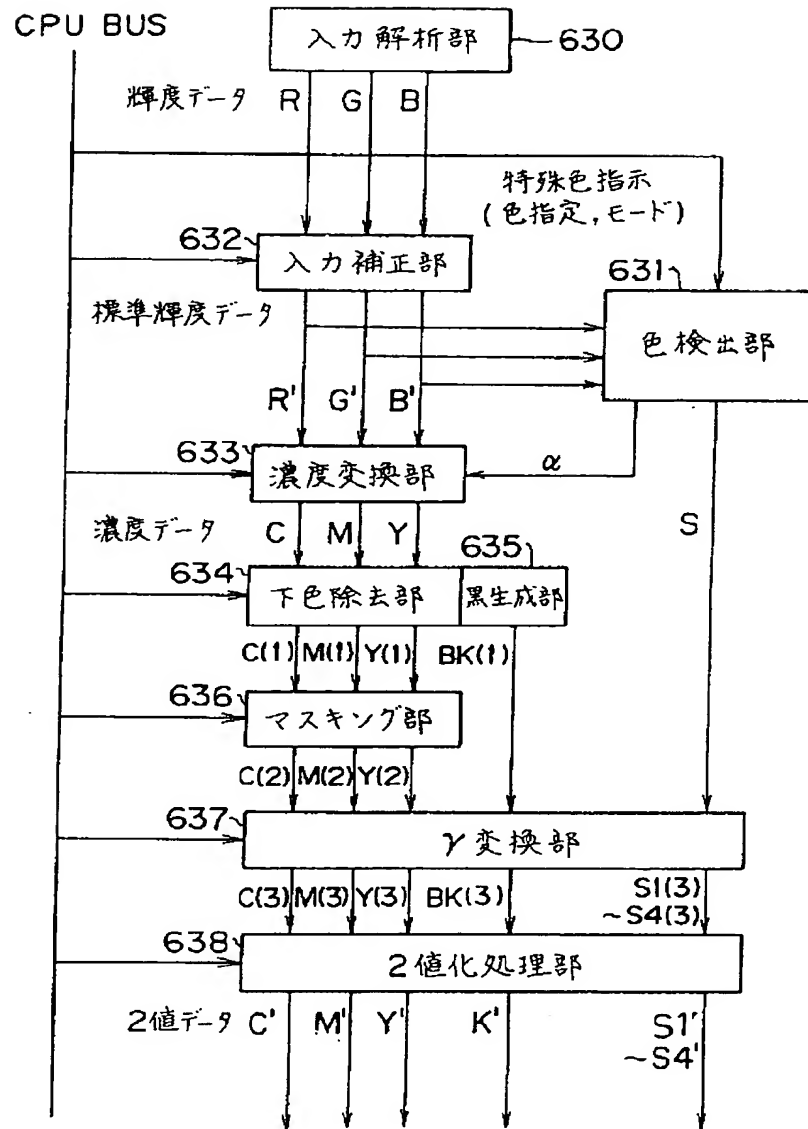 CPU BUS
入力解析部
630
輝度データ R G B
特殊色指示
(色指定,モード)
632
入力補正部
631
標準輝度データ
色検出部
R' G' B'
633
濃度変換部
α
濃度データ C M Y
S
635
634
下色除去部
黒生成部
C(1) M(1) Y(1) BK(1)
636
マスキング部
C(2) M(2) Y(2)
637
γ変換部
C(3) M(3) Y(3) BK(3)
S1(3)
~S4(3)
638
2値化処理部
2値データ C' M' Y' K'
S1'
~S4'